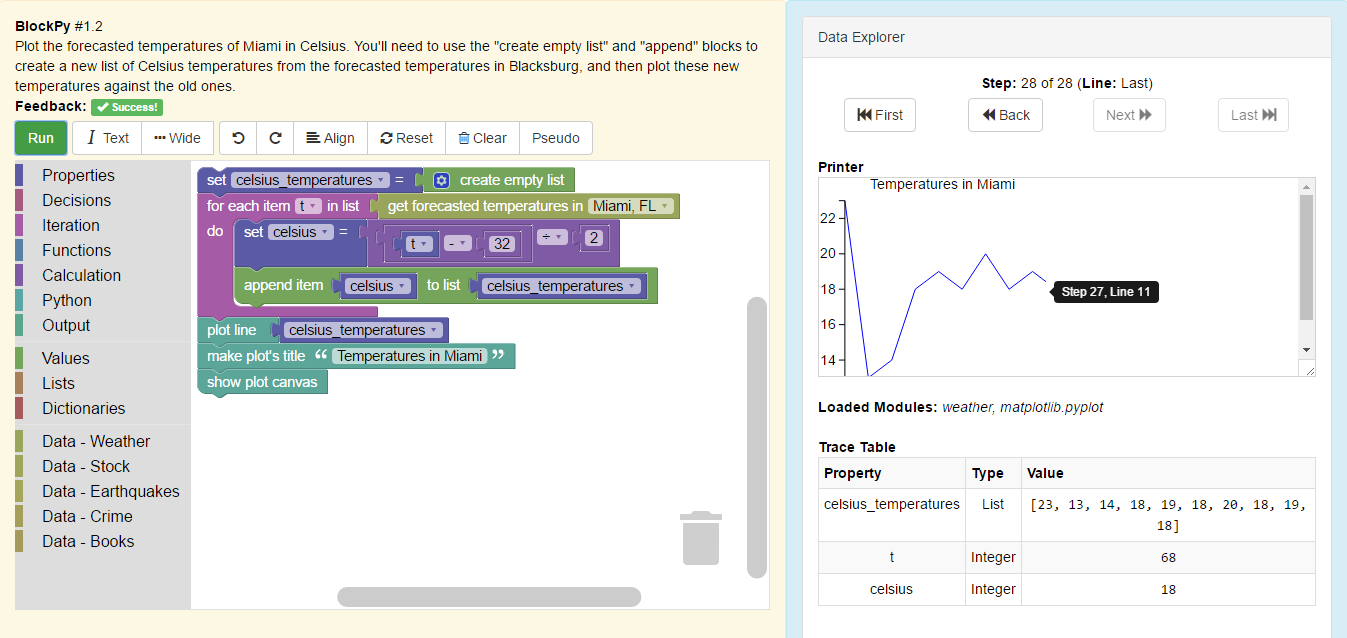 BlockPy #1.2
Plot the forecasted temperatures of Miami in Celsius. You'll need to use the "create empty list" and "append" blocks to
create a new list of Celsius temperatures from the forecasted temperatures in Blacksburg, and then plot these new
temperatures against the old ones.
Feedback: ✔ Success!
Run I Text ••• Wide Align Reset Clear Pseudo
Properties
Decisions
Iteration
Functions
Calculation
Python
Output
Values
Lists
Dictionaries
Data - Weather
Data - Stock
Data - Earthquakes
Data - Crime
Data - Books
set celsius_temperatures = create empty list
for each item t in list get forecasted temperatures in Miami, FL
do set celsius = t - 32 ÷ 2
append item celsius to list celsius_temperatures
plot line celsius_temperatures
make plot's title “ Temperatures in Miami ”
show plot canvas
Data Explorer
Step: 28 of 28 (Line: Last)
First Back Next Last
Printer
Temperatures in Miami
22
20
18
16
14
Step 27, Line 11
Loaded Modules: weather, matplotlib.pyplot
Trace Table
Property Type Value
celsius_temperatures List [23, 13, 14, 18, 19, 18, 20, 18, 19,
18]
t Integer 68
celsius Integer 18